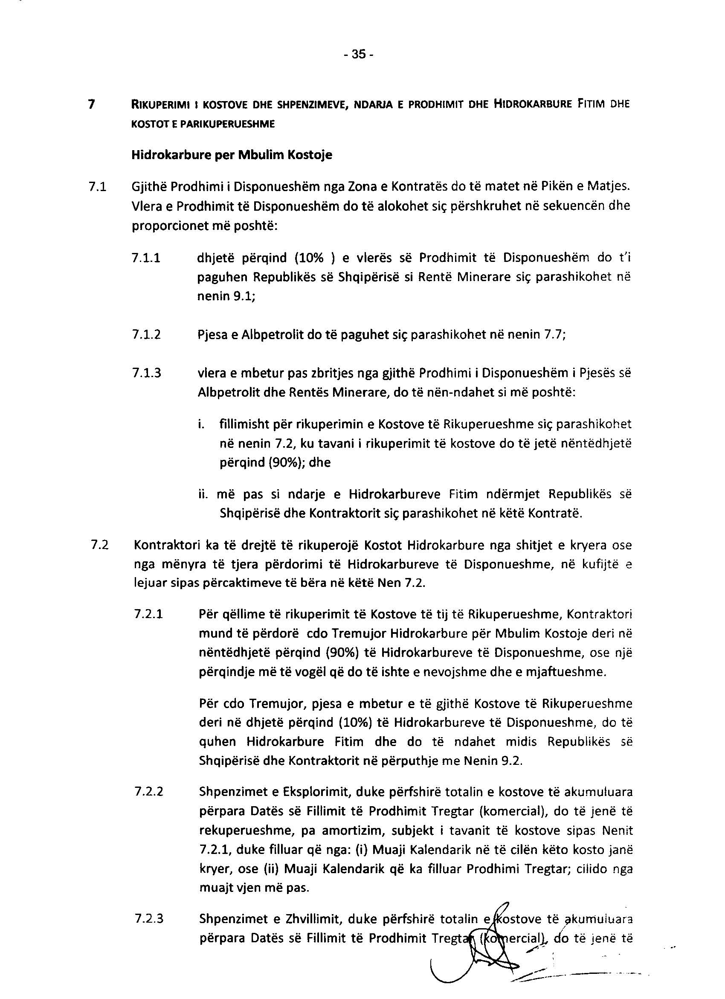 - 35 -
7 RIKUPERIMI I KOSTOVE DHE SHPENZIMEVE, NDARJA E PRODHIMIT DHE HIDROKARBURE FITIM DHE
KOSTOT E PARIKUPERUESHME
Hidrokarbure per Mbulim Kostoje
7.1 Gjithë Prodhimi i Disponueshëm nga Zona e Kontratës do të matet në Pikën e Matjes.
Vlera e Prodhimit të Disponueshëm do të alokohet siç përshkruhet në sekuencën dhe
proporcionet më poshtë:
7.1.1 dhjetë përqind (10% ) e vlerës së Prodhimit të Disponueshëm do t'i
paguhen Republikës së Shqipërisë si Rentë Minerare siç parashikohet në
nenin 9.1;
7.1.2 Pjesa e Albpetrolit do të paguhet siç parashikohet në nenin 7.7;
7.1.3 vlera e mbetur pas zbritjes nga gjithë Prodhimi i Disponueshëm i Pjesës së
Albpetrolit dhe Rentës Minerare, do të nën-ndahet si më poshtë:
i. fillimisht për rikuperimin e Kostove të Rikuperueshme siç parashikohet
në nenin 7.2, ku tavani i rikuperimit të kostove do të jetë nëntëdhjetë
përqind (90%); dhe
ii. më pas si ndarje e Hidrokarbureve Fitim ndërmjet Republikës së
Shqipërisë dhe Kontraktorit siç parashikohet në këtë Kontratë.
7.2 Kontraktori ka të drejtë të rikuperojë Kostot Hidrokarbure nga shitjet e kryera ose
nga mënyra të tjera përdorimi të Hidrokarbureve të Disponueshme, në kufijtë e
lejuar sipas përcaktimeve të bëra në këtë Nen 7.2.
7.2.1 Për qëllime të rikuperimit të Kostove të tij të Rikuperueshme, Kontraktori
mund të përdorë cdo Tremujor Hidrokarbure për Mbulim Kostoje deri në
nëntëdhjetë përqind (90%) të Hidrokarbureve të Disponueshme, ose një
përqindje më të vogël që do të ishte e nevojshme dhe e mjaftueshme.
Për cdo Tremujor, pjesa e mbetur e të gjithë Kostove të Rikuperueshme
deri në dhjetë përqind (10%) të Hidrokarbureve të Disponueshme, do të
quhen Hidrokarbure Fitim dhe do të ndahet midis Republikës së
Shqipërisë dhe Kontraktorit në përputhje me Nenin 9.2.
7.2.2 Shpenzimet e Eksplorimit, duke përfshirë totalin e kostove të akumuluara
përpara Datës së Fillimit të Prodhimit Tregtar (komercial), do të jenë të
rekuperueshme, pa amortizim, subjekt i tavanit të kostove sipas Nenit
7.2.1, duke filluar që nga: (i) Muaji Kalendarik në të cilën këto kosto janë
kryer, ose (ii) Muaji Kalendarik që ka filluar Prodhimi Tregtar; cilido nga
muajt vjen më pas.
7.2.3 Shpenzimet e Zhvillimit, duke përfshirë totalin e kostove të akumuluara
përpara Datës së Fillimit të Prodhimit Tregtar (komercial), do të jenë të